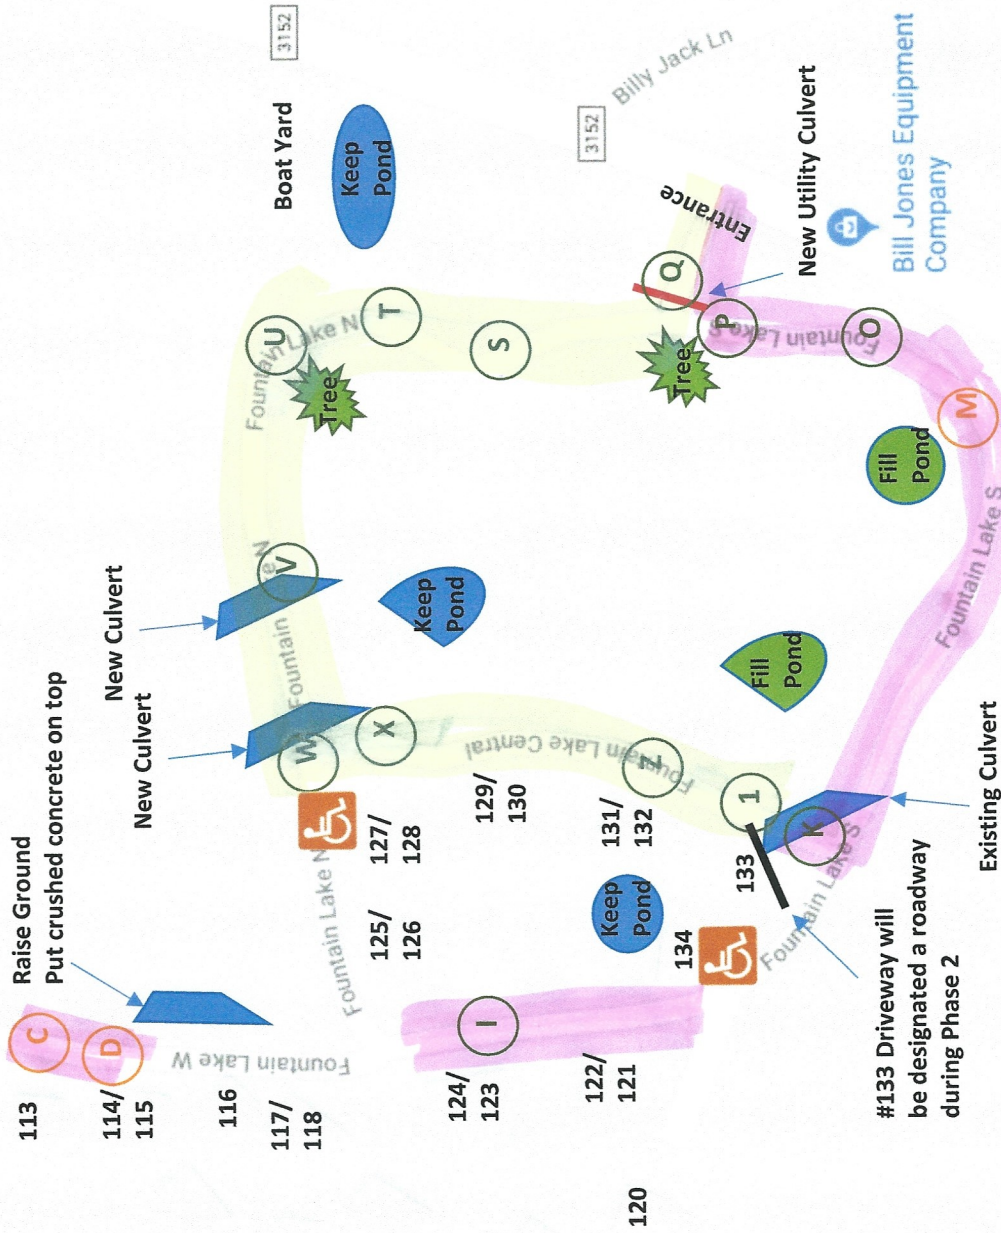 Raise Ground
Put crushed concrete on top
New Culvert
New Culvert
Boat Yard
3152
3152
Billy Jack Ln
Keep
Pond
Entrance
New Utility Culvert
Bill Jones Equipment
Company
Fountain Lake N
Fountain Lake N
Fountain Lake W
Fountain Lake Central
Fountain Lake S
Fountain Lake S
Fountain Lake S
Tree
Tree
Keep
Pond
Keep
Pond
Fill
Pond
Fill
Pond
C
D
I
U
T
S
Q
P
O
M
V
W
X
Z
1
K
113
114/
115
116
117/
118
124/
123
122/
121
120
125/
126
127/
128
129/
130
131/
132
133
134
#133 Driveway will
be designated a roadway
during Phase 2
Existing Culvert